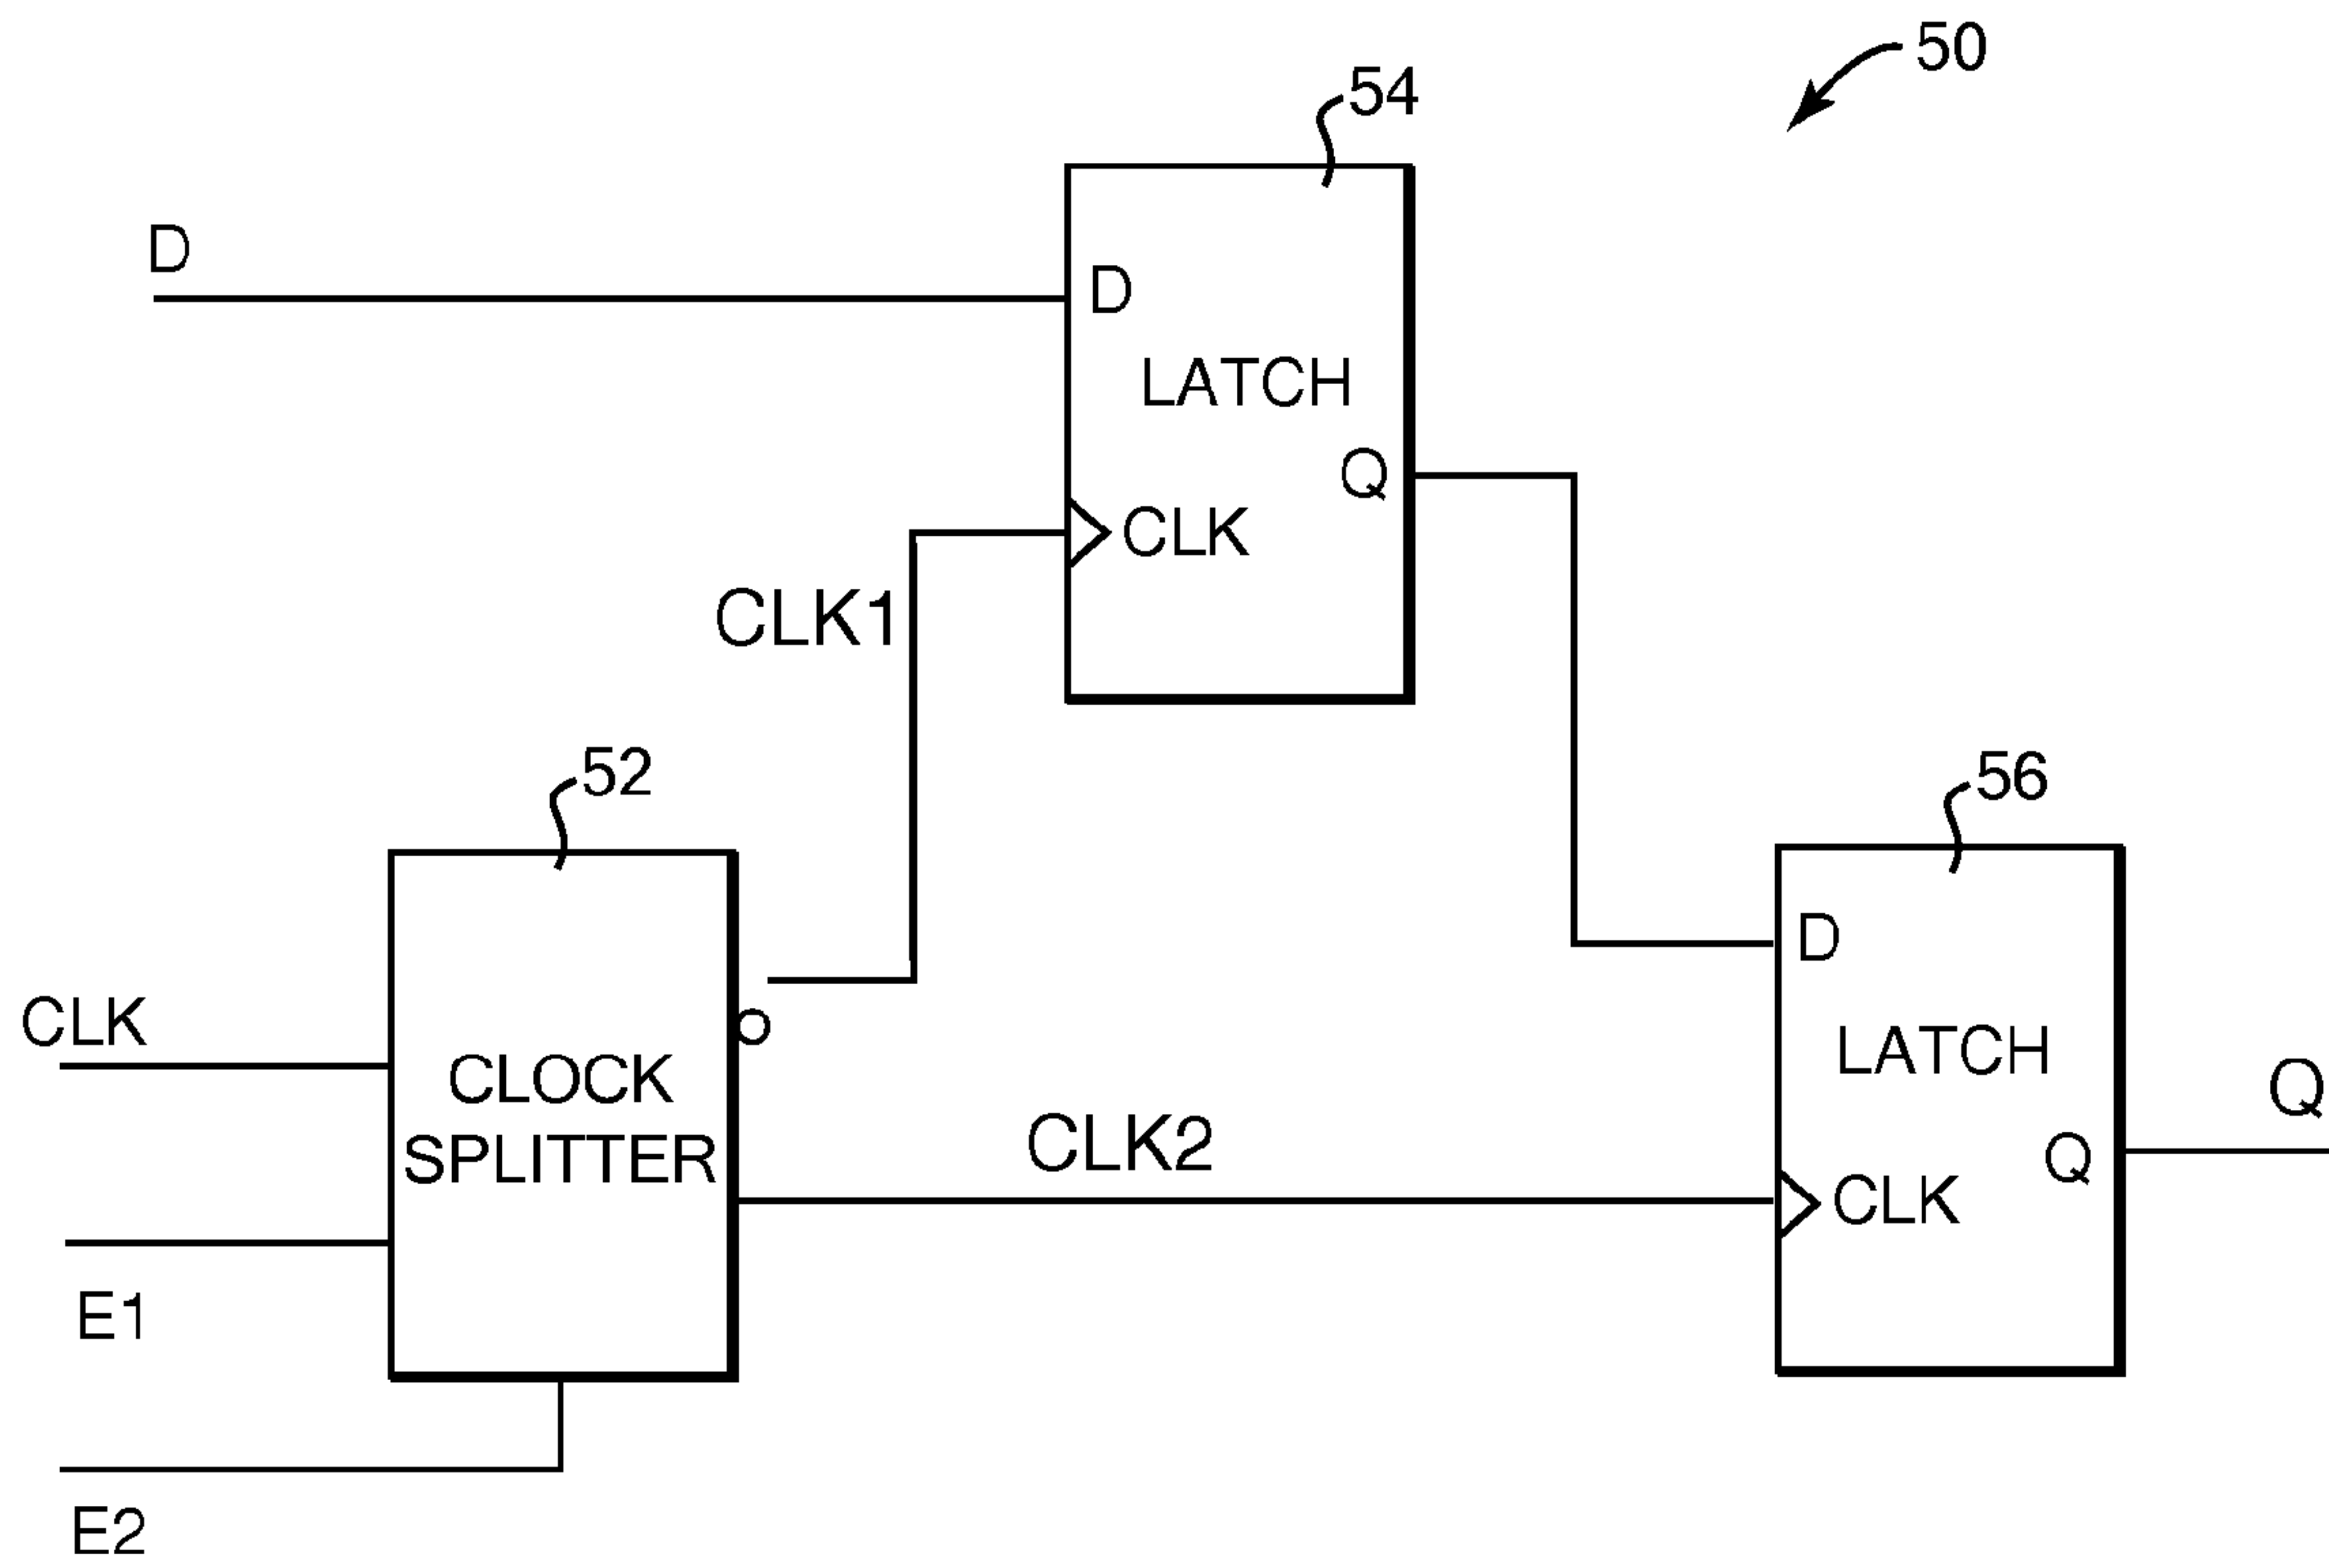 50
54
D
D
LATCH
Q
CLK
CLK1
52
56
D
CLK
CLOCK
SPLITTER
LATCH
Q
CLK2
Q
CLK
E1
E2